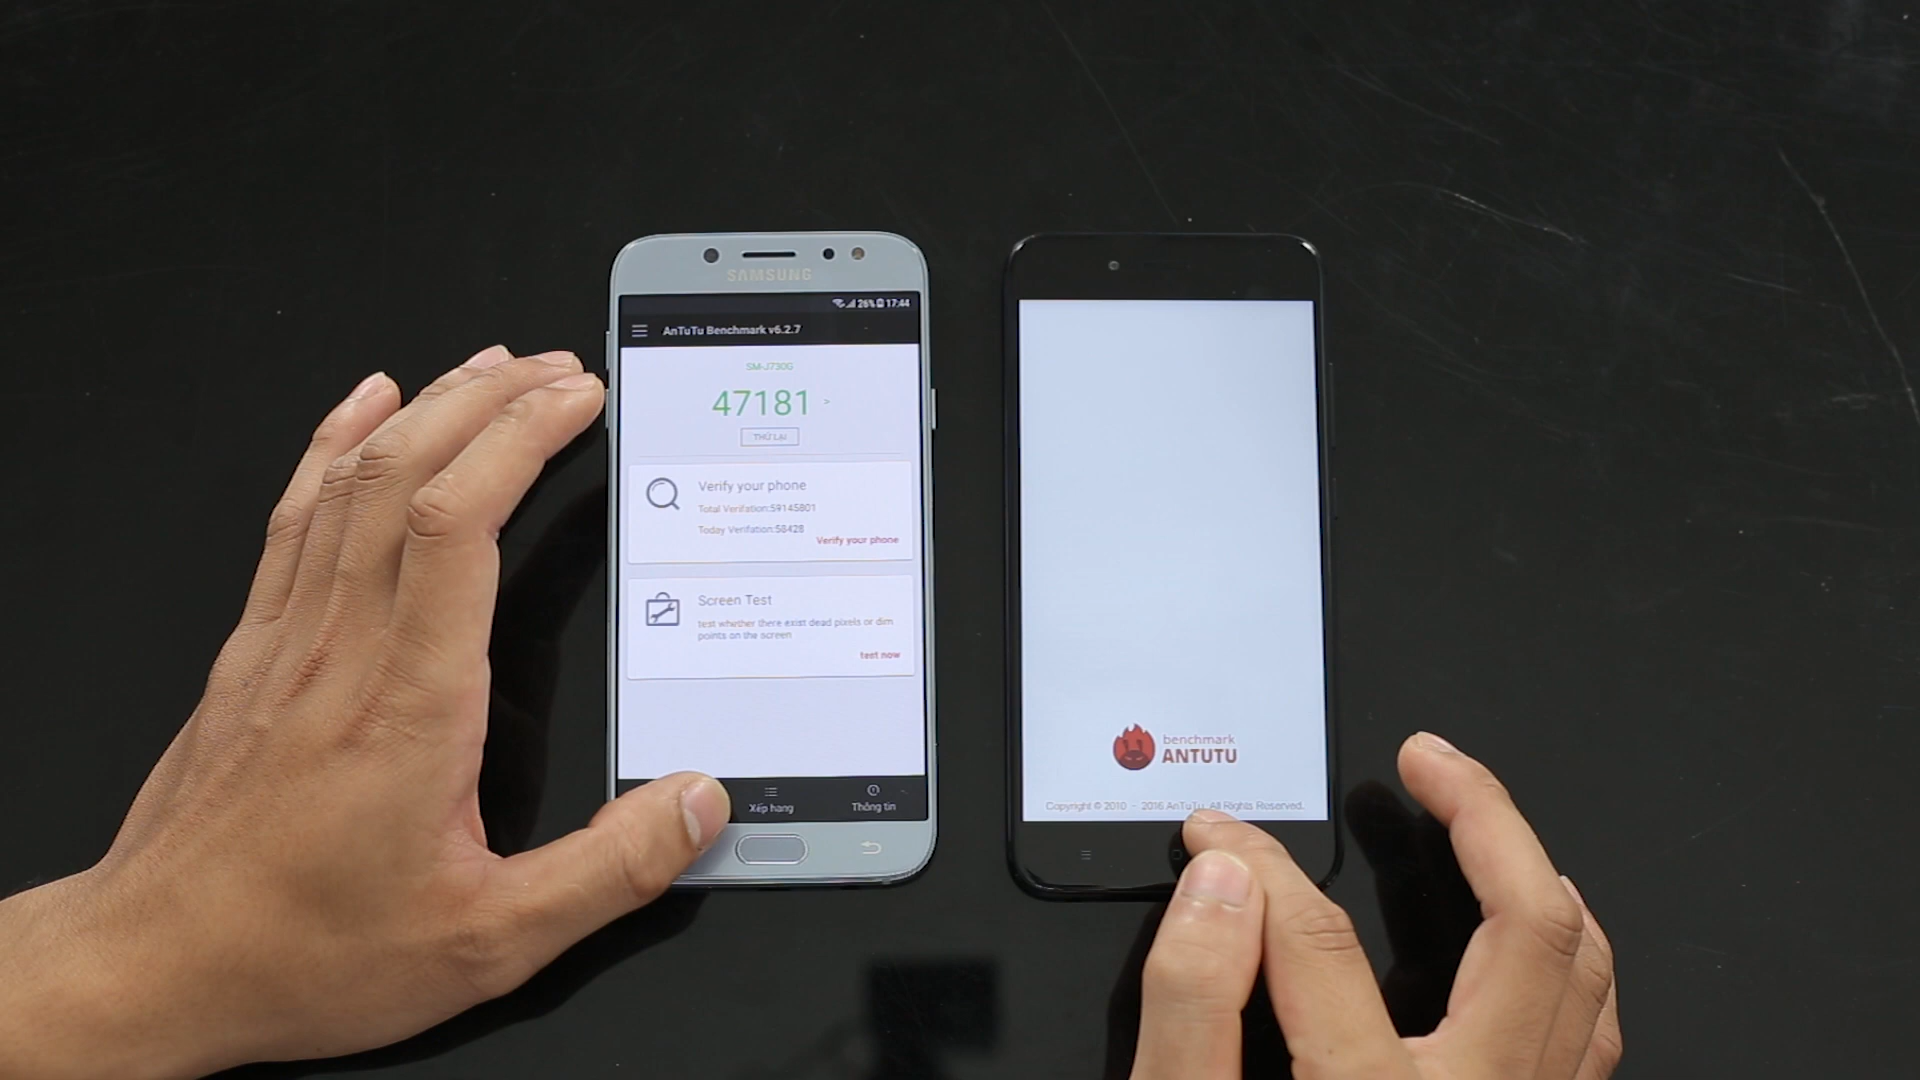 SAMSUNG
26% 17:44
AnTuTu Benchmark v6.2.7
SM-J730G
47181 >
THỬ LẠI
Verify your phone
Total Verifation:59145801
Today Verifation:58428
Verify your phone
Screen Test
test whether there exist dead pixels or dim
points on the screen
test now
Xếp hạng
Thông tin
benchmark
ANTUTU
Copyright © 2010 - 2016 AnTuTu. All Rights Reserved.